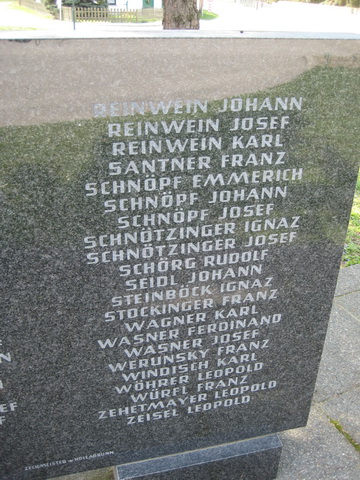 REINWEIN JOHANN
REINWEIN JOSEF
REINWEIN KARL
SANTNER FRANZ
SCHNÖPF EMMERICH
SCHNÖPF JOHANN
SCHNÖPF JOSEF
SCHNÖTZINGER IGNAZ
SCHNÖTZINGER JOSEF
SCHÖRG RUDOLF
SEIDL JOHANN
STEINBÖCK IGNAZ
STOCKINGER FRANZ
WAGNER KARL
WASNER FERDINAND
WASNER JOSEF
WERUNSKY FRANZ
WINDISCH KARL
WÖHRER LEOPOLD
WÜRFL FRANZ
ZEHETMAYER LEOPOLD
ZEISEL LEOPOLD